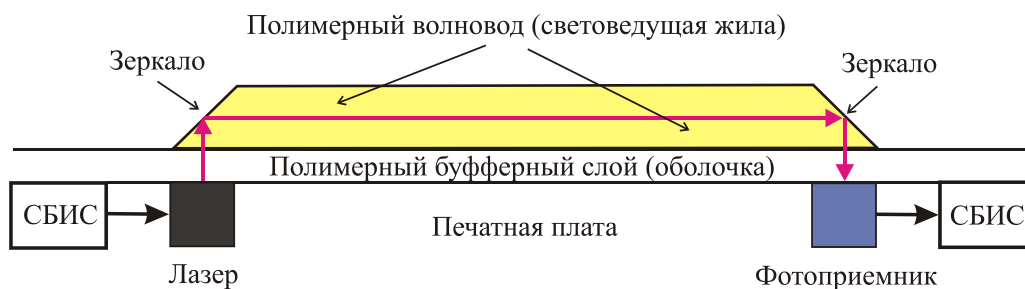 Полимерный волновод (световедущая жила)
Зеркало
Зеркало
Полимерный буфферный слой (оболочка)
СБИС
Печатная плата
СБИС
Лазер
Фотоприемник